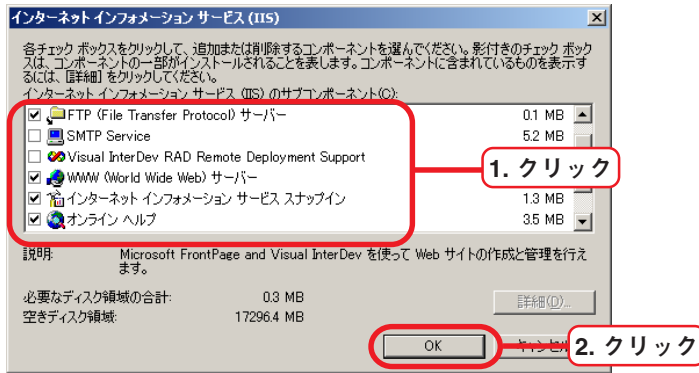 インターネット インフォメーション サービス (IIS)
各チェック ボックスをクリックして、追加または削除するコンポーネントを選んでください。影付きのチェック ボック
スは、コンポーネントの一部がインストールされることを表します。コンポーネントに含まれているものを表示す
るには、[詳細] をクリックしてください。
インターネット インフォメーション サービス (IIS) のサブコンポーネント(C):
FTP (File Transfer Protocol) サーバー 0.1 MB
SMTP Service 5.2 MB
Visual InterDev RAD Remote Deployment Support
1. クリック
WWW (World Wide Web) サーバー
インターネット インフォメーション サービス スナップイン 1.3 MB
オンライン ヘルプ 3.5 MB
説明: Microsoft FrontPage and Visual InterDev を使って Web サイトの作成と管理を行え
ます。
必要なディスク領域の合計: 0.3 MB
空きディスク領域: 17296.4 MB
詳細(D)...
OK
キャンセル
2. クリック